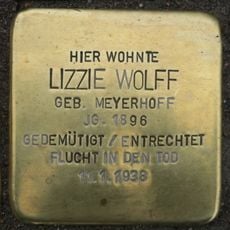 HIER WOHNTE
LIZZIE WOLFF
GEB. MEYERHOFF
JG. 1896
GEDEMÜTIGT / ENTRECHTET
FLUCHT IN DEN TOD
11.1.1938